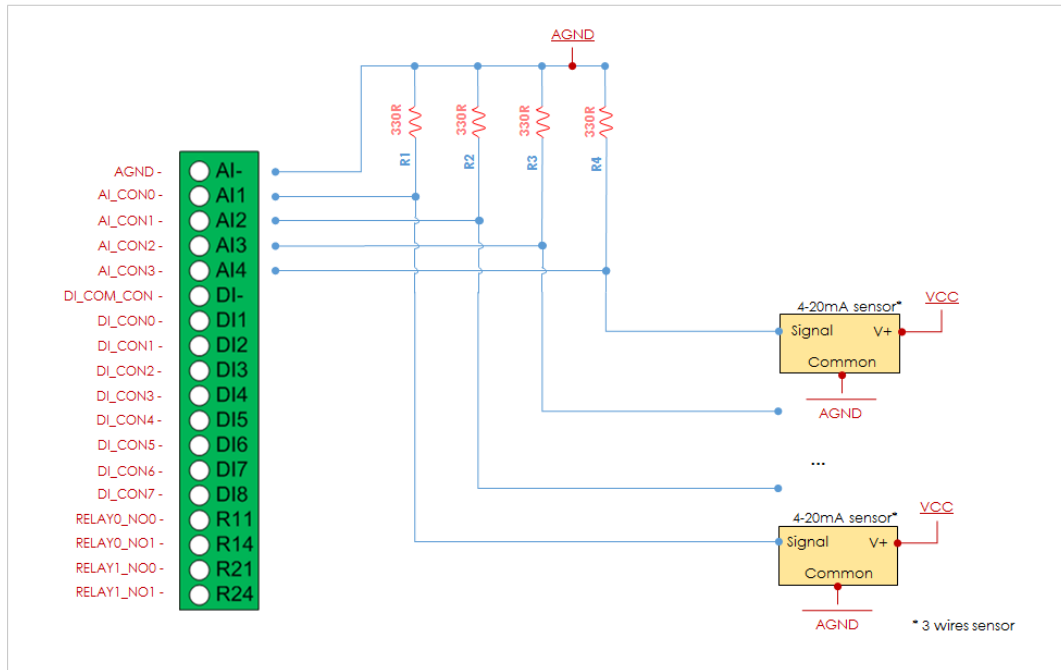 AGND
330R
330R
330R
330R
R1
R2
R3
R4
AGND - AI-
AI_CON0 - AI1
AI_CON1 - AI2
AI_CON2 - AI3
AI_CON3 - AI4
DI_COM_CON - DI-
DI_CON0 - DI1
DI_CON1 - DI2
DI_CON2 - DI3
DI_CON3 - DI4
DI_CON4 - DI5
DI_CON5 - DI6
DI_CON6 - DI7
DI_CON7 - DI8
RELAY0_NO0 - R11
RELAY0_NO1 - R14
RELAY1_NO0 - R21
RELAY1_NO1 - R24
VCC
4-20mA sensor*
Signal V+
Common
AGND
...
VCC
4-20mA sensor*
Signal V+
Common
AGND
* 3 wires sensor